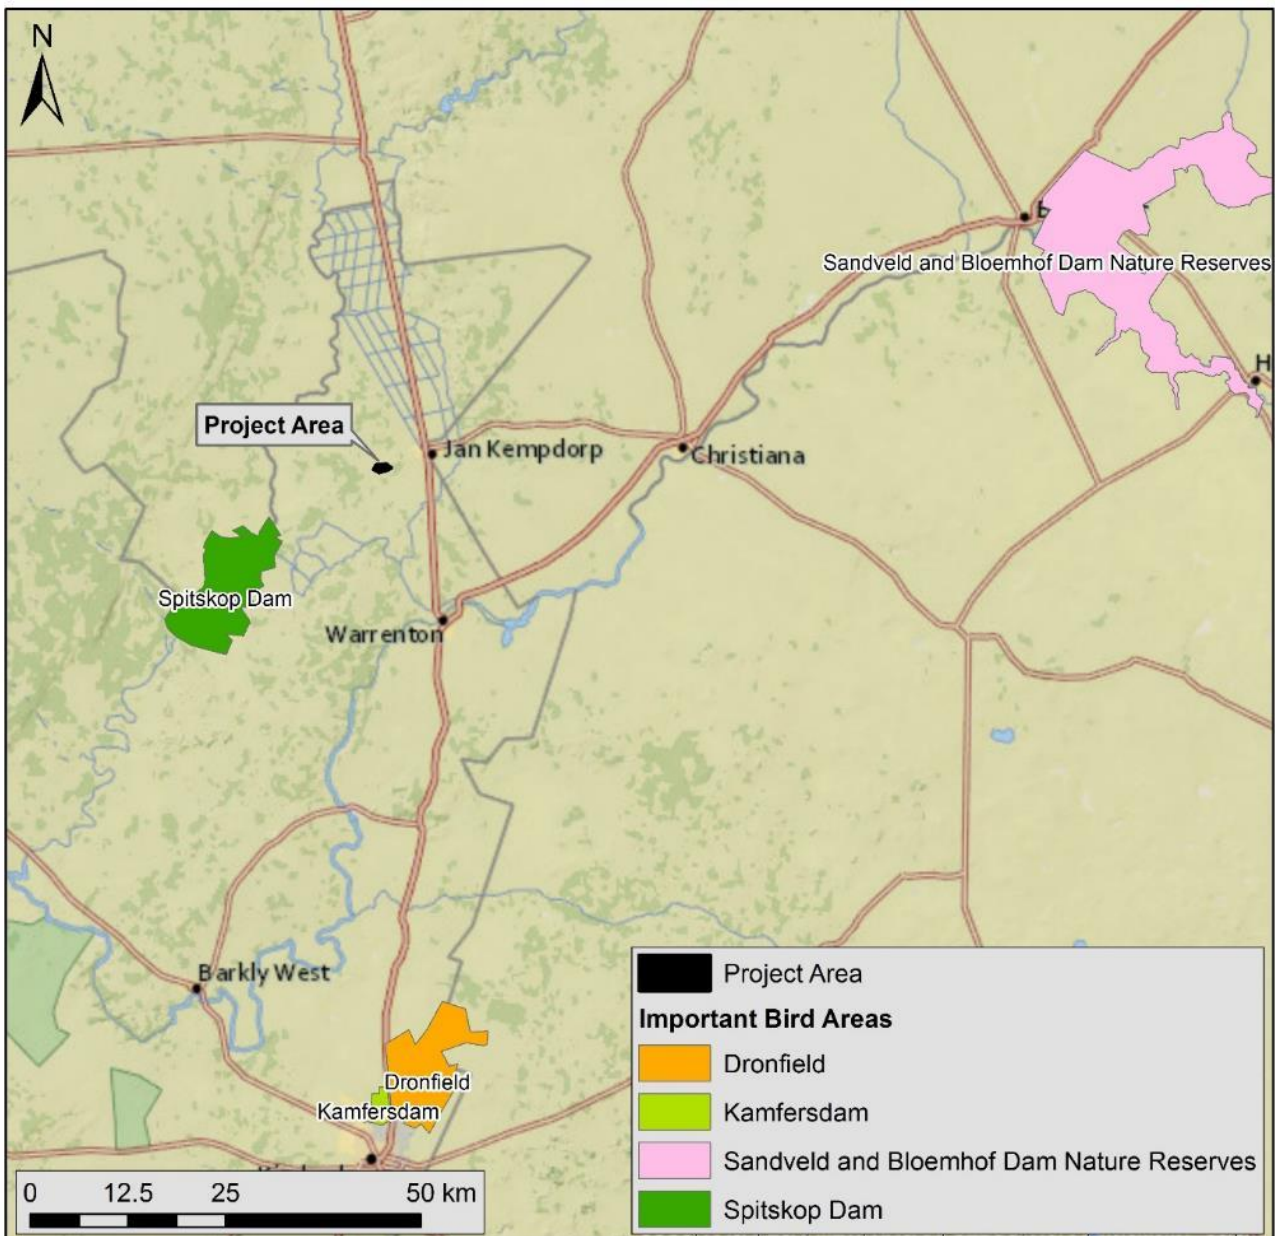 N
Sandveld and Bloemhof Dam Nature Reserves
H
Project Area
Jan Kempdorp
Christiana
Spitskop Dam
Warrenton
Barkly West
Dronfield
Kamfersdam
Project Area
Important Bird Areas
Dronfield
Kamfersdam
Sandveld and Bloemhof Dam Nature Reserves
Spitskop Dam
0 12.5 25 50 km